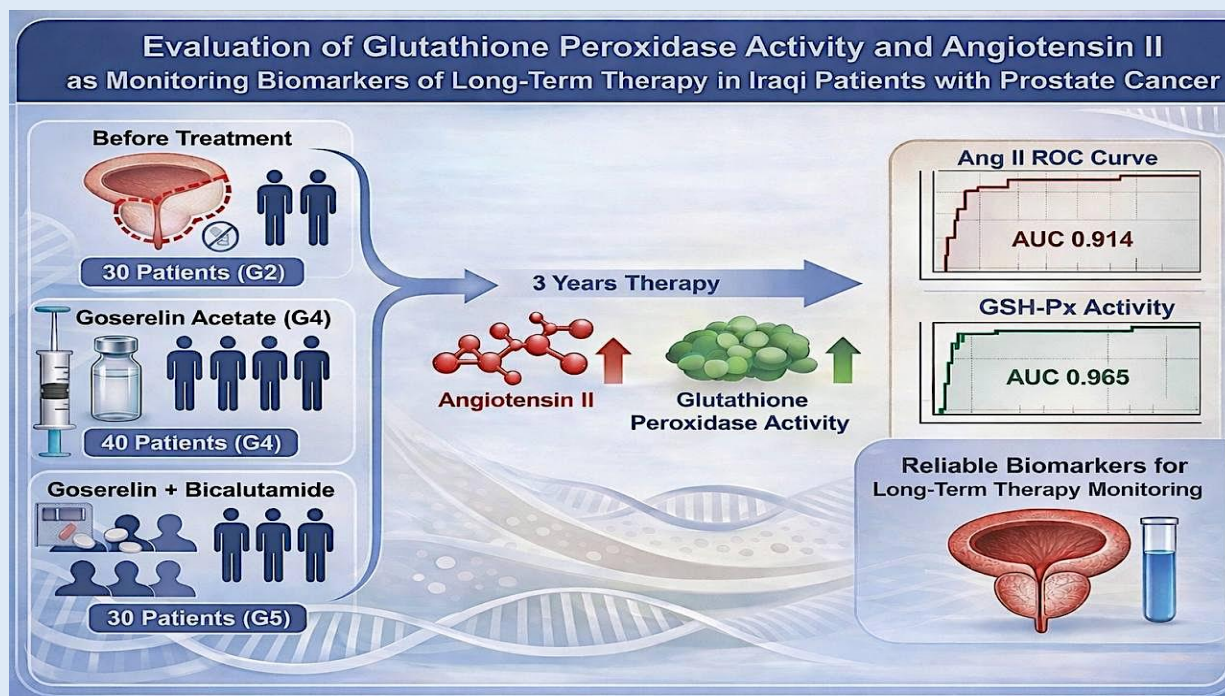 Evaluation of Glutathione Peroxidase Activity and Angiotensin II
as Monitoring Biomarkers of Long-Term Therapy in Iraqi Patients with Prostate Cancer
Before Treatment
30 Patients (G2)
Goserelin Acetate (G4)
40 Patients (G4)
Goserelin + Bicalutamide
30 Patients (G5)
3 Years Therapy
Angiotensin II
Glutathione
Peroxidase Activity
Ang II ROC Curve
AUC 0.914
GSH-Px Activity
AUC 0.965
Reliable Biomarkers for
Long-Term Therapy Monitoring